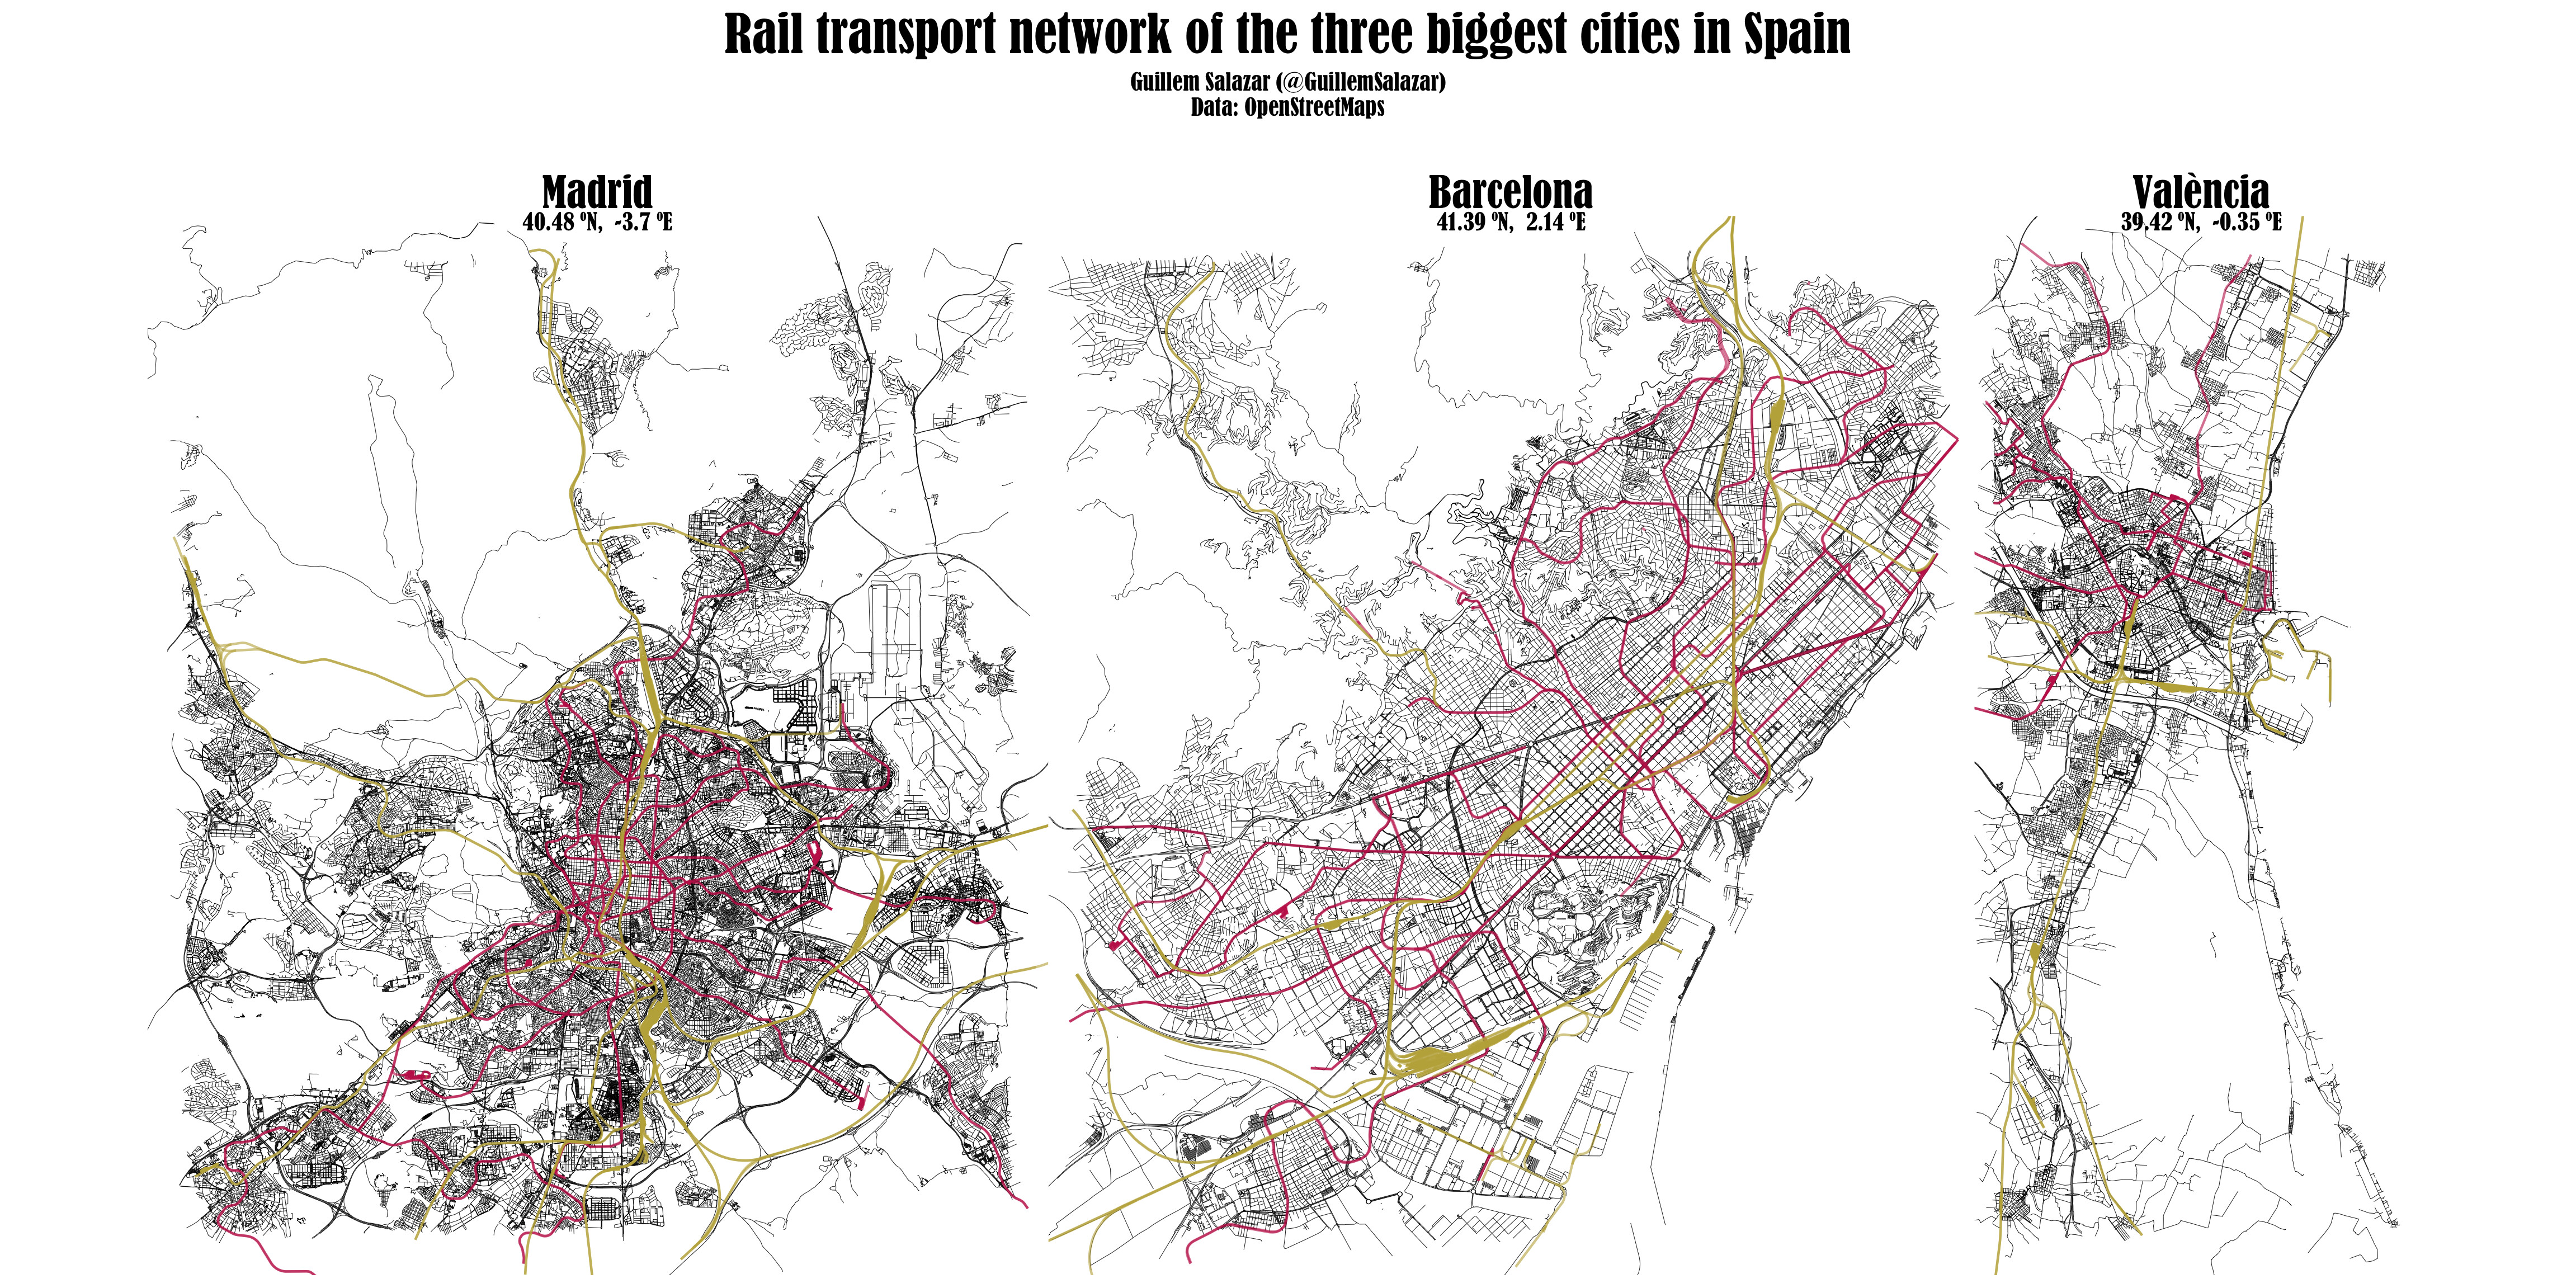 Rail transport network of the three biggest cities in Spain
Guillem Salazar (@GuillemSalazar)
Data: OpenStreetMaps
Madrid
40.48 ºN,  -3.7 ºE
Barcelona
41.39 ºN,  2.14 ºE
València
39.42 ºN,  -0.35 ºE